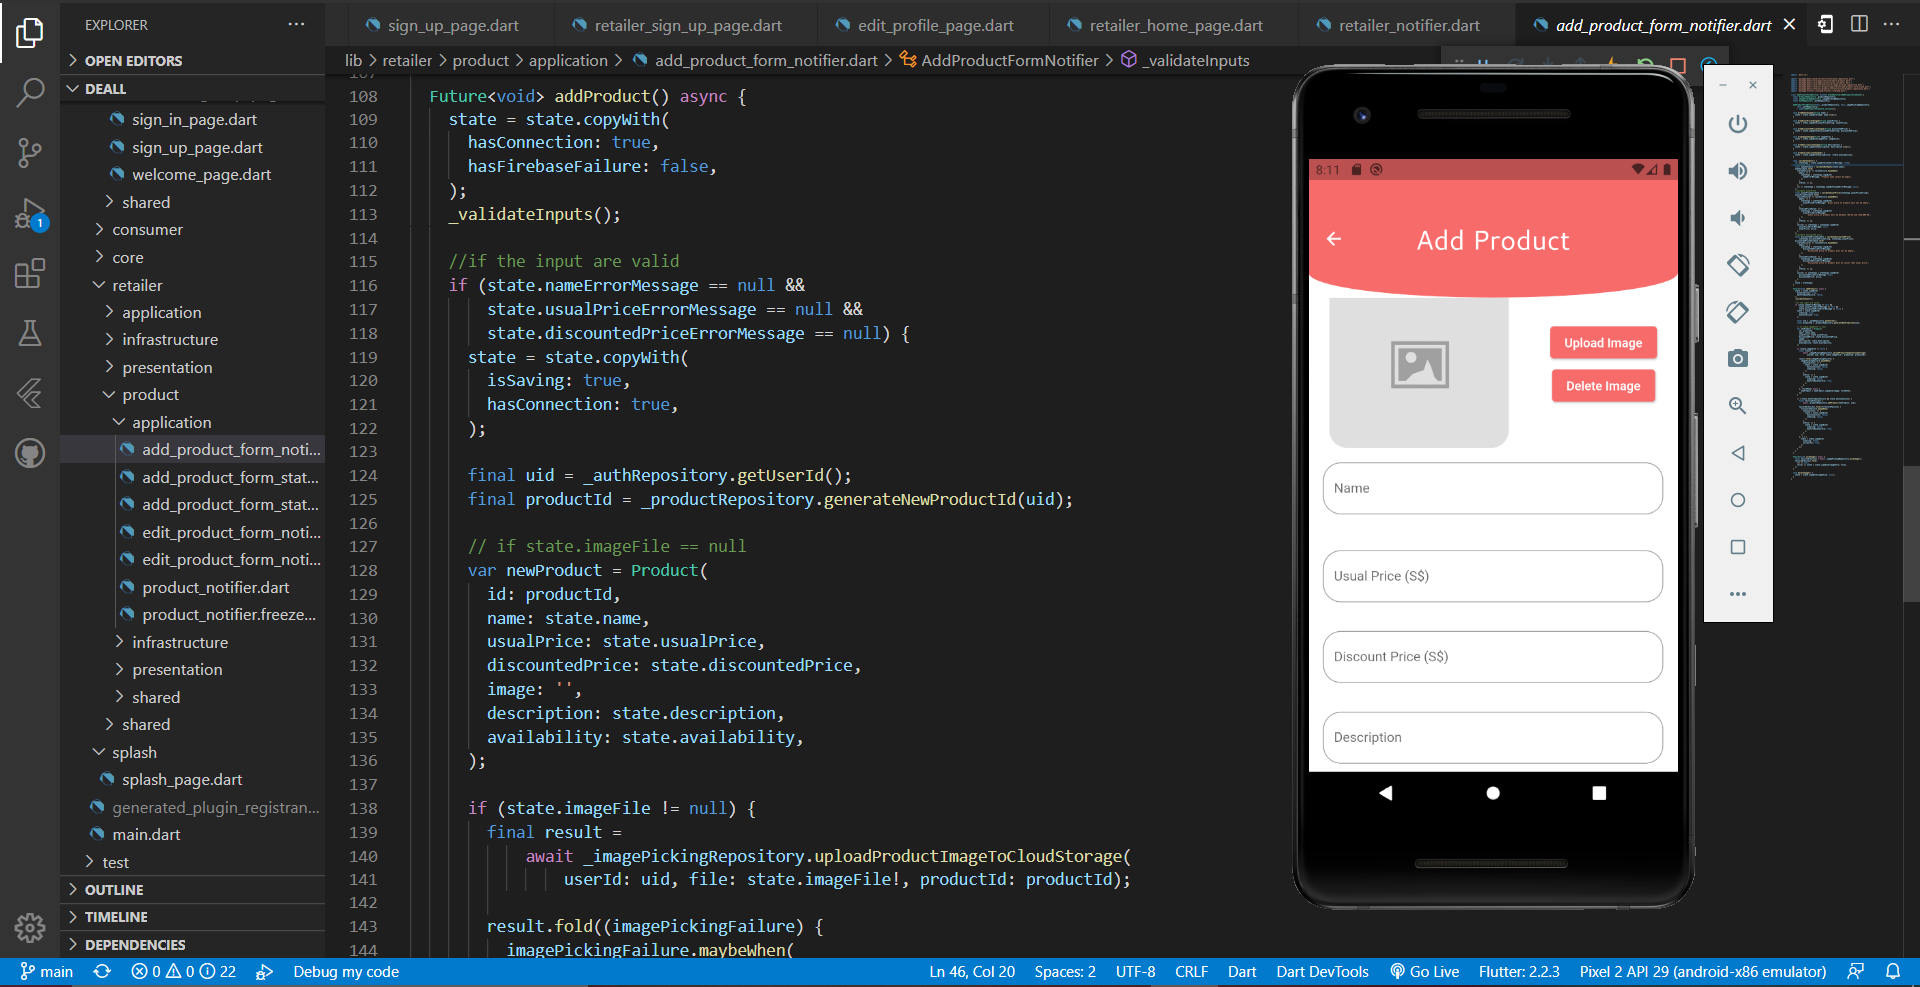 EXPLORER
OPEN EDITORS
DEALL
sign_in_page.dart
sign_up_page.dart
welcome_page.dart
shared
consumer
core
retailer
application
infrastructure
presentation
product
application
add_product_form_noti...
add_product_form_stat...
add_product_form_stat...
edit_product_form_noti...
edit_product_form_noti...
product_notifier.dart
product_notifier.freeze...
infrastructure
presentation
shared
shared
splash
splash_page.dart
generated_plugin_registran...
main.dart
test
OUTLINE
TIMELINE
DEPENDENCIES
1
sign_up_page.dart
retailer_sign_up_page.dart
edit_profile_page.dart
retailer_home_page.dart
retailer_notifier.dart
add_product_form_notifier.dart
lib > retailer > product > application > add_product_form_notifier.dart > AddProductFormNotifier > _validateInputs
108 Future<void> addProduct() async {
109 state = state.copyWith(
110 hasConnection: true,
111 hasFirebaseFailure: false,
112 );
113 _validateInputs();
114
115 //if the input are valid
116 if (state.nameErrorMessage == null &&
117 state.usualPriceErrorMessage == null &&
118 state.discountedPriceErrorMessage == null) {
119 state = state.copyWith(
120 isSaving: true,
121 hasConnection: true,
122 );
123
124 final uid = _authRepository.getUserId();
125 final productId = _productRepository.generateNewProductId(uid);
126
127 // if state.imageFile == null
128 var newProduct = Product(
129 id: productId,
130 name: state.name,
131 usualPrice: state.usualPrice,
132 discountedPrice: state.discountedPrice,
133 image: '',
134 description: state.description,
135 availability: state.availability,
136 );
137
138 if (state.imageFile != null) {
139 final result =
140 await _imagePickingRepository.uploadProductImageToCloudStorage(
141 userId: uid, file: state.imageFile!, productId: productId);
142
143 result.fold((imagePickingFailure) {
144 imagePickingFailure.maybeWhen(
8:11
Add Product
Upload Image
Delete Image
Name
Usual Price (S$)
Discount Price (S$)
Description
main
0 0 22
Debug my code
Ln 46, Col 20
Spaces: 2
UTF-8
CRLF
Dart
Dart DevTools
Go Live
Flutter: 2.2.3
Pixel 2 API 29 (android-x86 emulator)